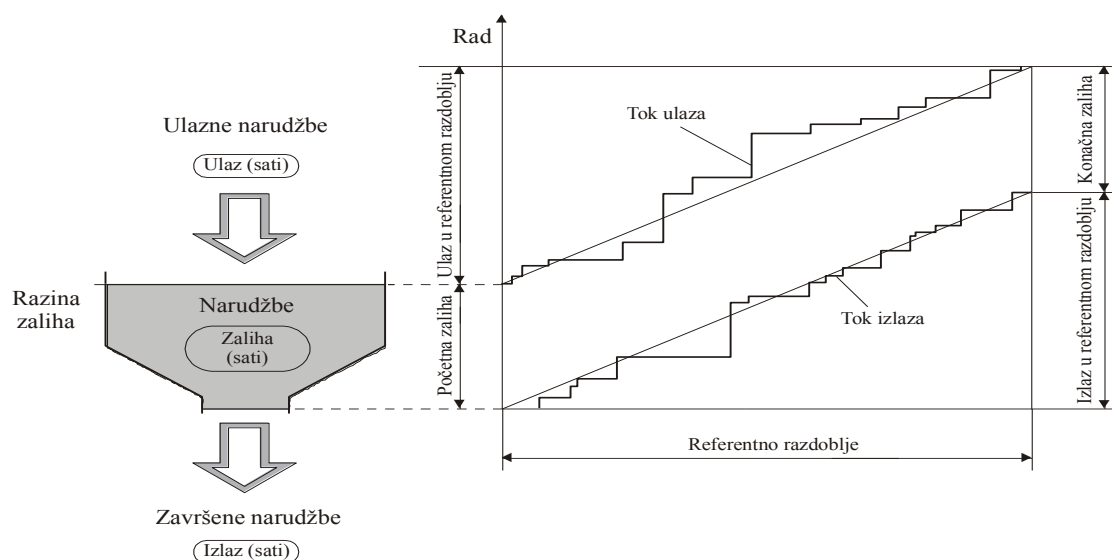 Rad
Ulazne narudžbe
Ulaz (sati)
Razina
zaliha
Narudžbe
Zaliha
(sati)
Završene narudžbe
Izlaz (sati)
Ulaz u referentnom razdoblju
Početna zaliha
Tok ulaza
Tok izlaza
Konačna zaliha
Izlaz u referentnom razdoblju
Referentno razdoblje